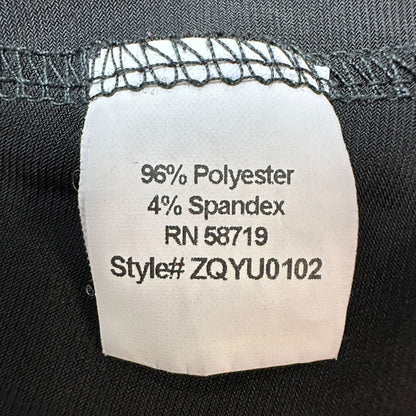 96% Polyester
4% Spandex
RN 58719
Style# ZQYU0102